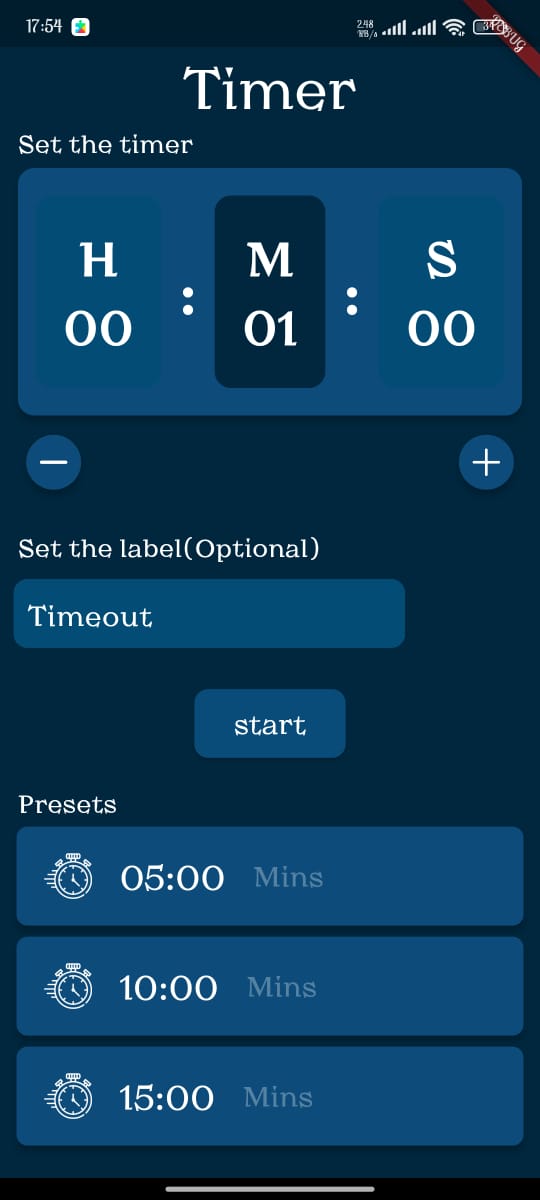 17:54
2.48
KB/s
DEBUG
Timer
Set the timer
H : M : S
00 01 00
Set the label(Optional)
Timeout
start
Presets
05:00 Mins
10:00 Mins
15:00 Mins